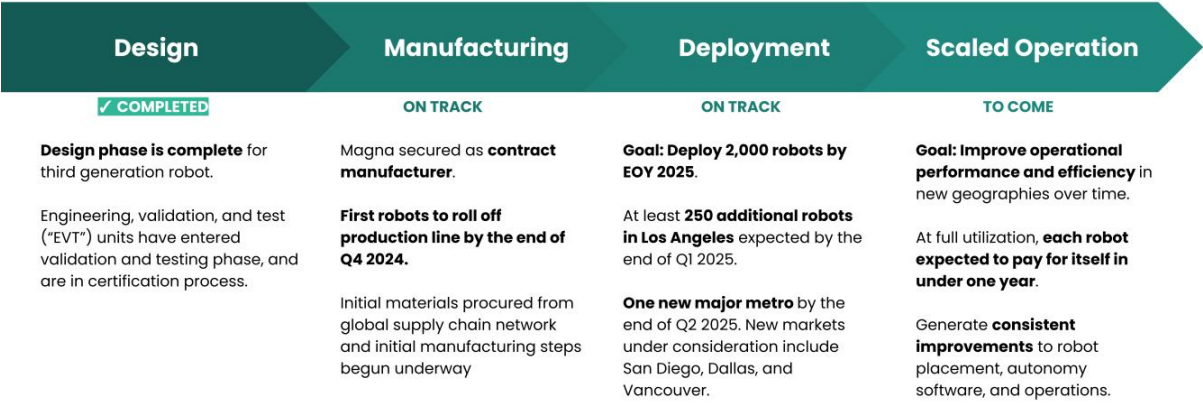 Design
Manufacturing
Deployment
Scaled Operation
✓ COMPLETED
ON TRACK
ON TRACK
TO COME
Design phase is complete for
third generation robot.
Engineering, validation, and test
(“EVT”) units have entered
validation and testing phase, and
are in certification process.
Magna secured as contract
manufacturer.
First robots to roll off
production line by the end of
Q4 2024.
Initial materials procured from
global supply chain network
and initial manufacturing steps
begun underway
Goal: Deploy 2,000 robots by
EOY 2025.
At least 250 additional robots
in Los Angeles expected by the
end of Q1 2025.
One new major metro by the
end of Q2 2025. New markets
under consideration include
San Diego, Dallas, and
Vancouver.
Goal: Improve operational
performance and efficiency in
new geographies over time.
At full utilization, each robot
expected to pay for itself in
under one year.
Generate consistent
improvements to robot
placement, autonomy
software, and operations.